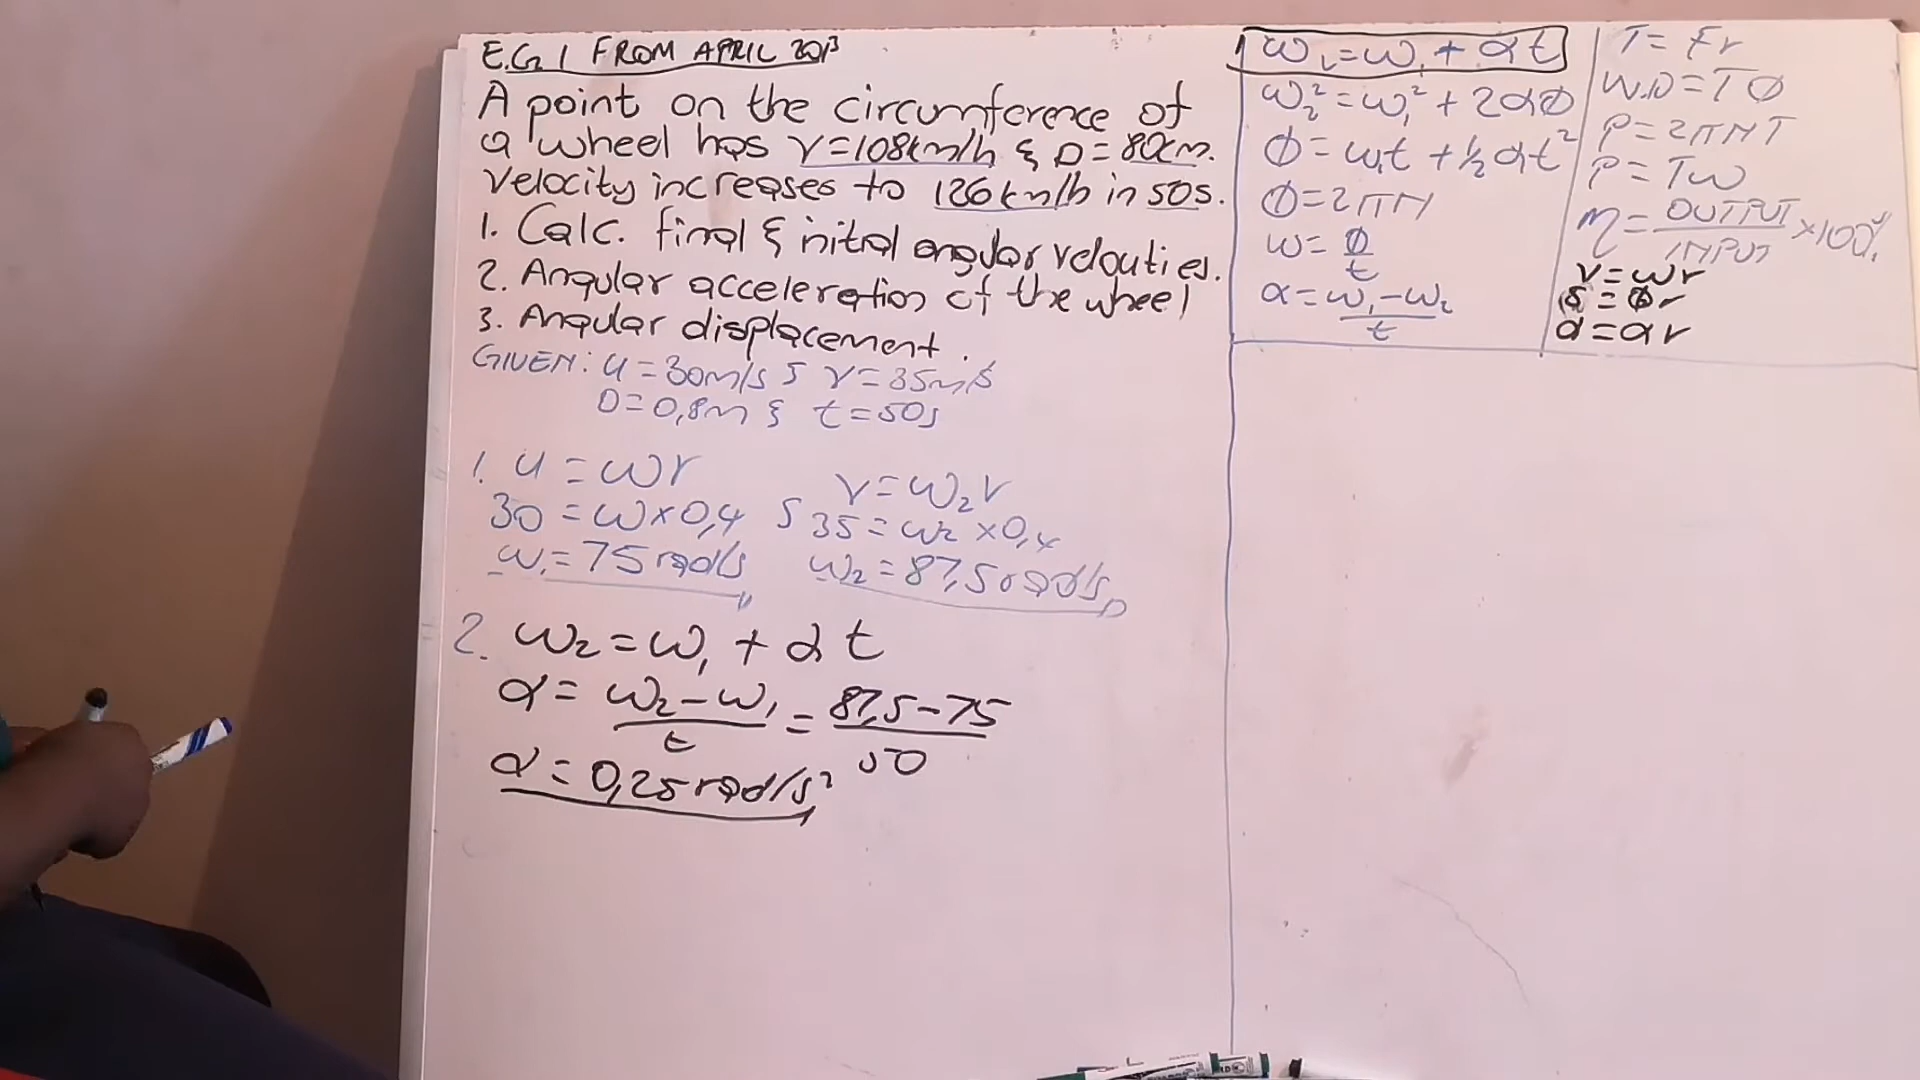 E.G 1 FROM APRIL 2013
A point on the circumference of
a wheel has V=108km/h & D=80cm.
Velocity increases to 126km/h in 50s.
1. Calc. final & initial angular velocities.
2. Angular acceleration of the wheel
3. Angular displacement.
GIVEN: u=30m/s ; v=35m/s
D=0,8m & t=50s
1. u = ωr
30 = ω×0,4 ;
ω₁=75rad/s
v=ω₂r
35=ω₂×0,4
ω₂=87,5rad/s
2. ω₂=ω₁+αt
α= ω₂-ω₁/t = 87,5-75/50
α=0,25rad/s²
ω₂=ω₁+αt
ω₂²=ω₁²+2αØ
Ø=ω₁t+½αt²
Ø=2πN
ω=Ø/t
α=ω₁-ω₂/t
T=Fr
W.D=TØ
P=2πNT
P=Tω
η=OUTPUT/INPUT×100%
v=ωr
s=Ør
a=αr